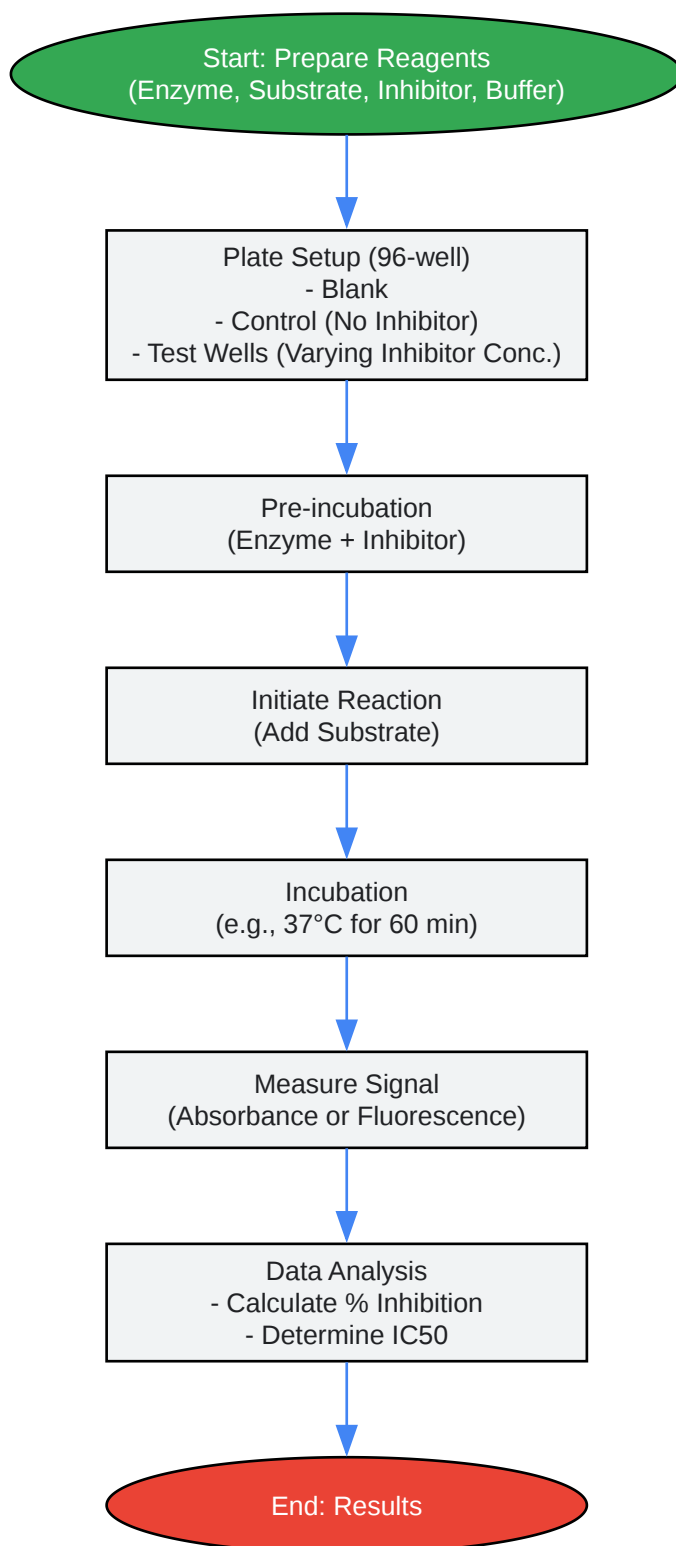 Start: Prepare Reagents
(Enzyme, Substrate, Inhibitor, Buffer)
Plate Setup (96-well)
- Blank
- Control (No Inhibitor)
- Test Wells (Varying Inhibitor Conc.)
Pre-incubation
(Enzyme + Inhibitor)
Initiate Reaction
(Add Substrate)
Incubation
(e.g., 37°C for 60 min)
Measure Signal
(Absorbance or Fluorescence)
Data Analysis
- Calculate % Inhibition
- Determine IC50
End: Results